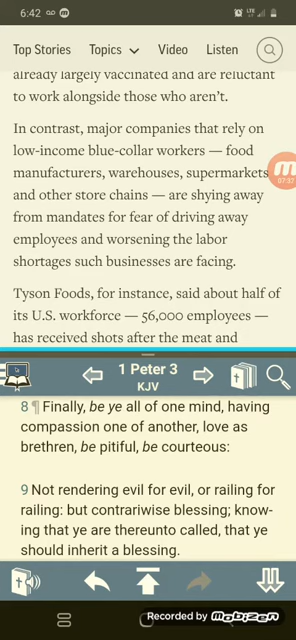 6:42
LTE
Top Stories Topics Video Listen
already largely vaccinated and are reluctant
to work alongside those who aren't.
In contrast, major companies that rely on
low-income blue-collar workers — food
manufacturers, warehouses, supermarkets
and other store chains — are shying away
from mandates for fear of driving away
employees and worsening the labor
shortages such businesses are facing.
07:37
Tyson Foods, for instance, said about half of
its U.S. workforce — 56,000 employees —
has received shots after the meat and
1 Peter 3
KJV
8 ¶ Finally, be ye all of one mind, having
compassion one of another, love as
brethren, be pitiful, be courteous:
9 Not rendering evil for evil, or railing for
railing: but contrariwise blessing; know-
ing that ye are thereunto called, that ye
should inherit a blessing.
Recorded by mobizen